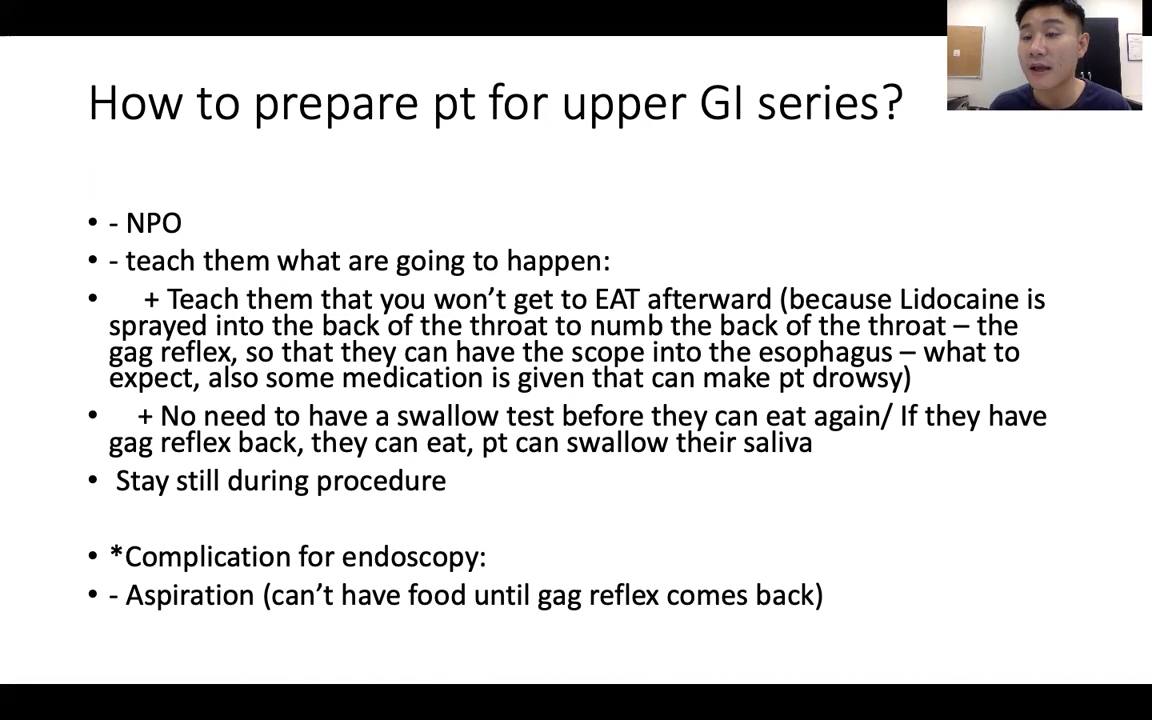 How to prepare pt for upper GI series?
• - NPO
• - teach them what are going to happen:
• + Teach them that you won’t get to EAT afterward (because Lidocaine is
sprayed into the back of the throat to numb the back of the throat – the
gag reflex, so that they can have the scope into the esophagus – what to
expect, also some medication is given that can make pt drowsy)
• + No need to have a swallow test before they can eat again/ If they have
gag reflex back, they can eat, pt can swallow their saliva
• Stay still during procedure
• *Complication for endoscopy:
• - Aspiration (can’t have food until gag reflex comes back)